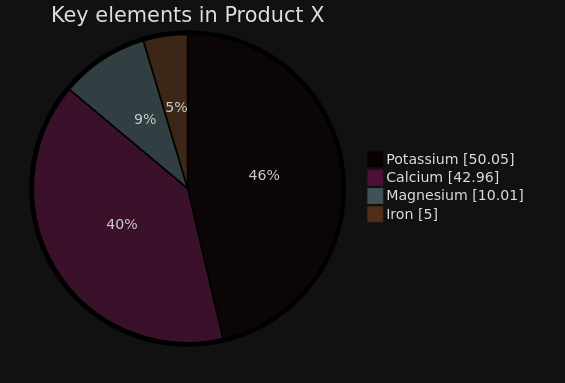 Key elements in Product X
5%
9%
46%
40%
Potassium [50.05]
Calcium [42.96]
Magnesium [10.01]
Iron [5]